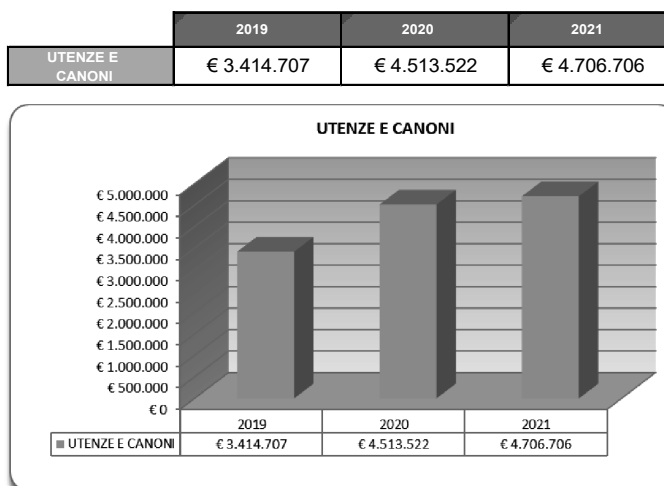 2019 2020 2021
UTENZE E
CANONI
€ 3.414.707 € 4.513.522 € 4.706.706
UTENZE E CANONI
€ 5.000.000
€ 4.500.000
€ 4.000.000
€ 3.500.000
€ 3.000.000
€ 2.500.000
€ 2.000.000
€ 1.500.000
€ 1.000.000
€ 500.000
€ 0
2019 2020 2021
UTENZE E CANONI € 3.414.707 € 4.513.522 € 4.706.706